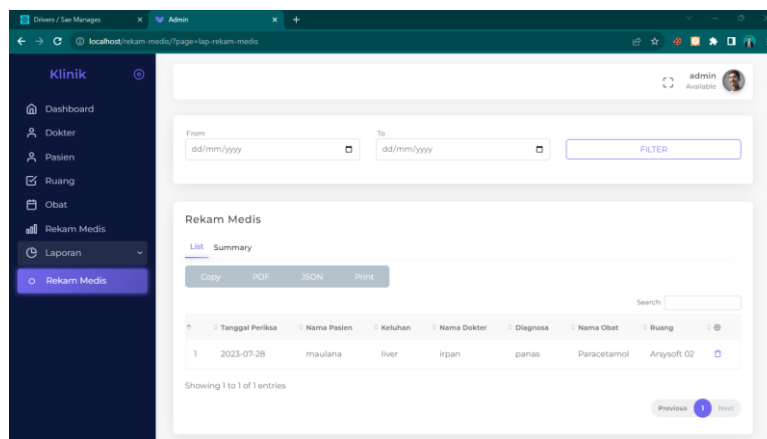 Drivers / Sae Manages
Admin
localhost/rekam-medis/?page=lap-rekam-medis
Klinik
admin
Available
Dashboard
Dokter
Pasien
Ruang
Obat
Rekam Medis
Laporan
Rekam Medis
From
To
dd/mm/yyyy
dd/mm/yyyy
FILTER
Rekam Medis
List Summary
Copy PDF JSON Print
Search:
Tanggal Periksa Nama Pasien Keluhan Nama Dokter Diagnosa Nama Obat Ruang
1 2023-07-28 maulana liver irpan panas Paracetamol Arsysoft 02
Showing 1 to 1 of 1 entries
Previous 1 Next